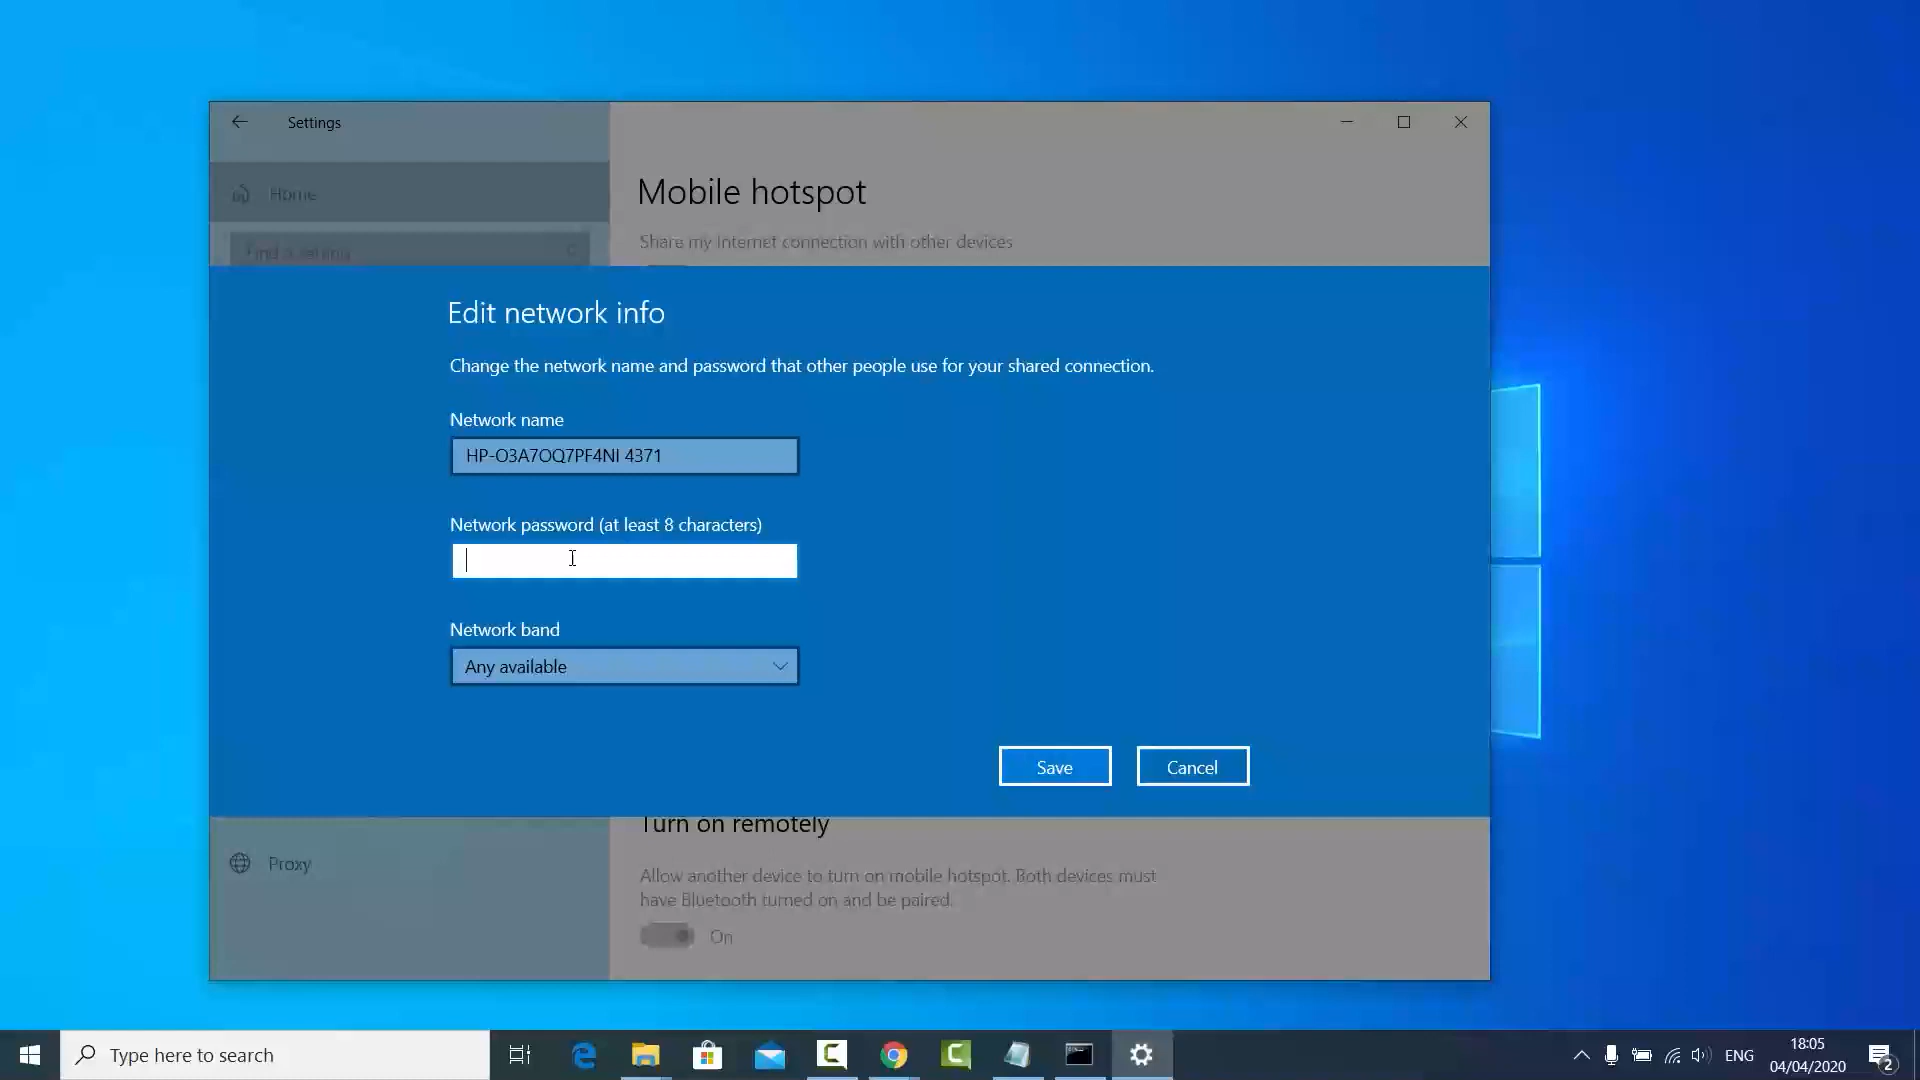 Settings
Home
Find a setting
Mobile hotspot
Share my Internet connection with other devices
Edit network info
Change the network name and password that other people use for your shared connection.
Network name
HP-O3A7OQ7PF4NI 4371
Network password (at least 8 characters)
Network band
Any available
Save
Cancel
Proxy
Turn on remotely
Allow another device to turn on mobile hotspot. Both devices must
have Bluetooth turned on and be paired.
On
Type here to search
ENG
18:05
04/04/2020
2